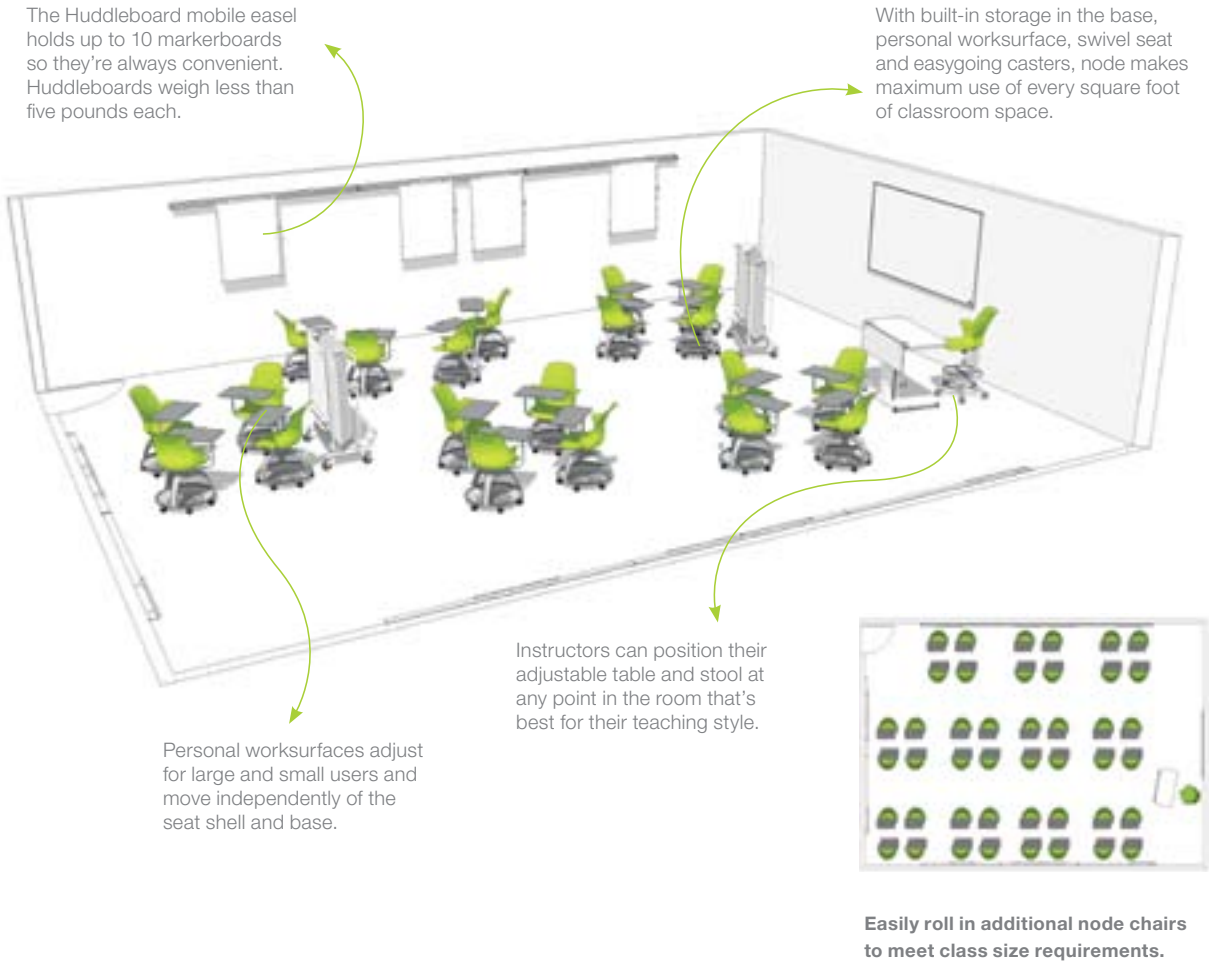 The Huddleboard mobile easel
holds up to 10 markerboards
so they're always convenient.
Huddleboards weigh less than
five pounds each.
With built-in storage in the base,
personal worksurface, swivel seat
and easygoing casters, node makes
maximum use of every square foot
of classroom space.
Instructors can position their
adjustable table and stool at
any point in the room that's
best for their teaching style.
Personal worksurfaces adjust
for large and small users and
move independently of the
seat shell and base.
Easily roll in additional node chairs
to meet class size requirements.